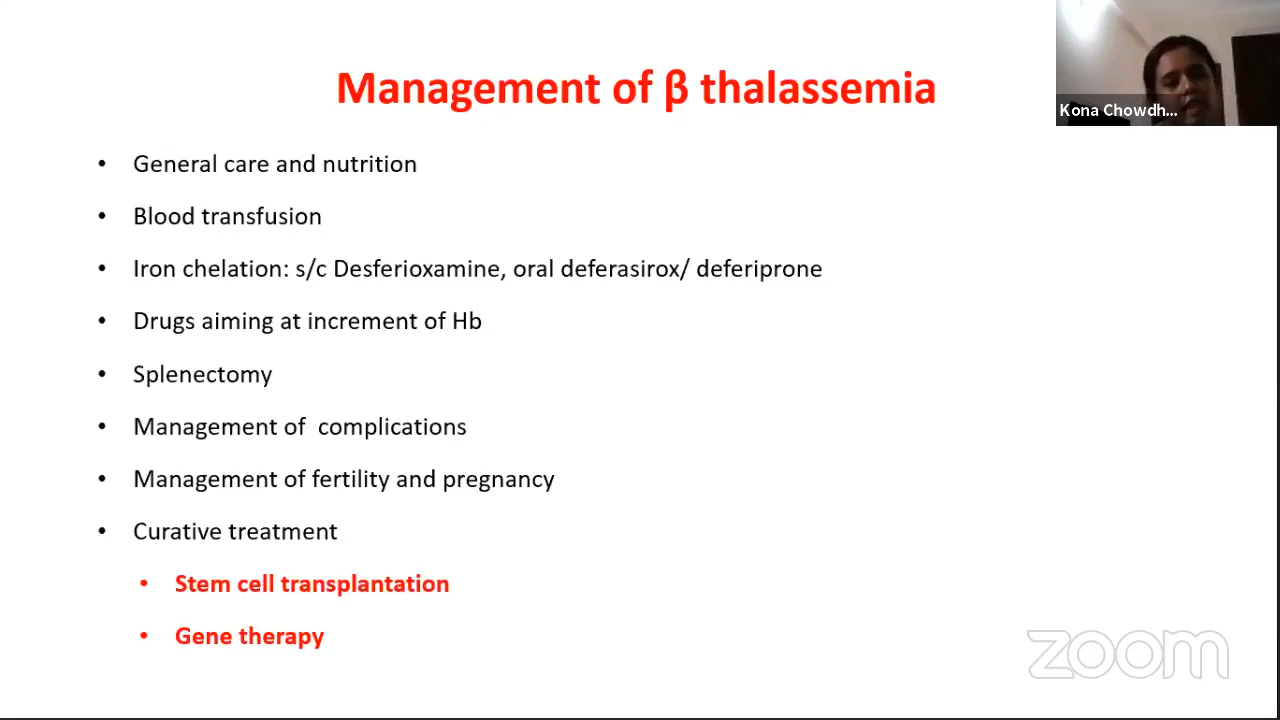 Management of β thalassemia
Kona Chowdh...
• General care and nutrition
• Blood transfusion
• Iron chelation: s/c Desferioxamine, oral deferasirox/ deferiprone
• Drugs aiming at increment of Hb
• Splenectomy
• Management of  complications
• Management of fertility and pregnancy
• Curative treatment
• Stem cell transplantation
• Gene therapy
zoom